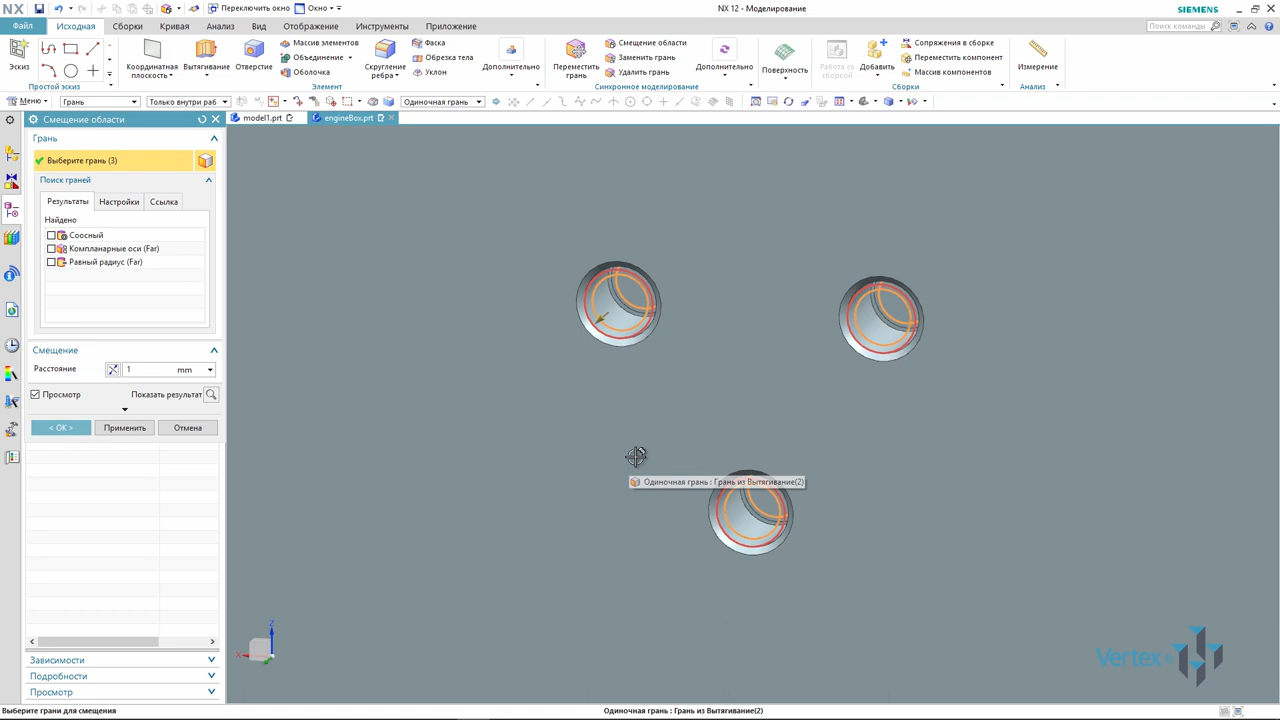 NX
Переключить окно
Окно
NX 12 - Моделирование
SIEMENS
Файл
Исходная
Сборки
Кривая
Анализ
Вид
Отображение
Инструменты
Приложение
Поиск команды
Эскиз
Координатная плоскость
Вытягивание
Отверстие
Массив элементов
Объединение
Оболочка
Скругление ребра
Фаска
Обрезка тела
Уклон
Дополнительно
Переместить грань
Смещение области
Заменить грань
Удалить грань
Дополнительно
Поверхность
Работа со сборкой
Добавить
Сопряжения в сборке
Переместить компонент
Массив компонентов
Измерение
Простой эскиз
Элемент
Синхронное моделирование
Сборки
Анализ
Меню
Грань
Только внутри раб
Одиночная грань
Смещение области
model1.prt
engineBox.prt
Грань
Выберите грань (3)
Поиск граней
Результаты
Настройки
Ссылка
Найдено
Соосный
Компланарные оси (Far)
Равный радиус (Far)
Смещение
Расстояние
1
mm
Просмотр
Показать результат
< OK >
Применить
Отмена
Одиночная грань : Грань из Вытягивание(2)
Z
X
Vertex
Зависимости
Подробности
Просмотр
Выберите грани для смещения
Одиночная грань : Грань из Вытягивание(2)